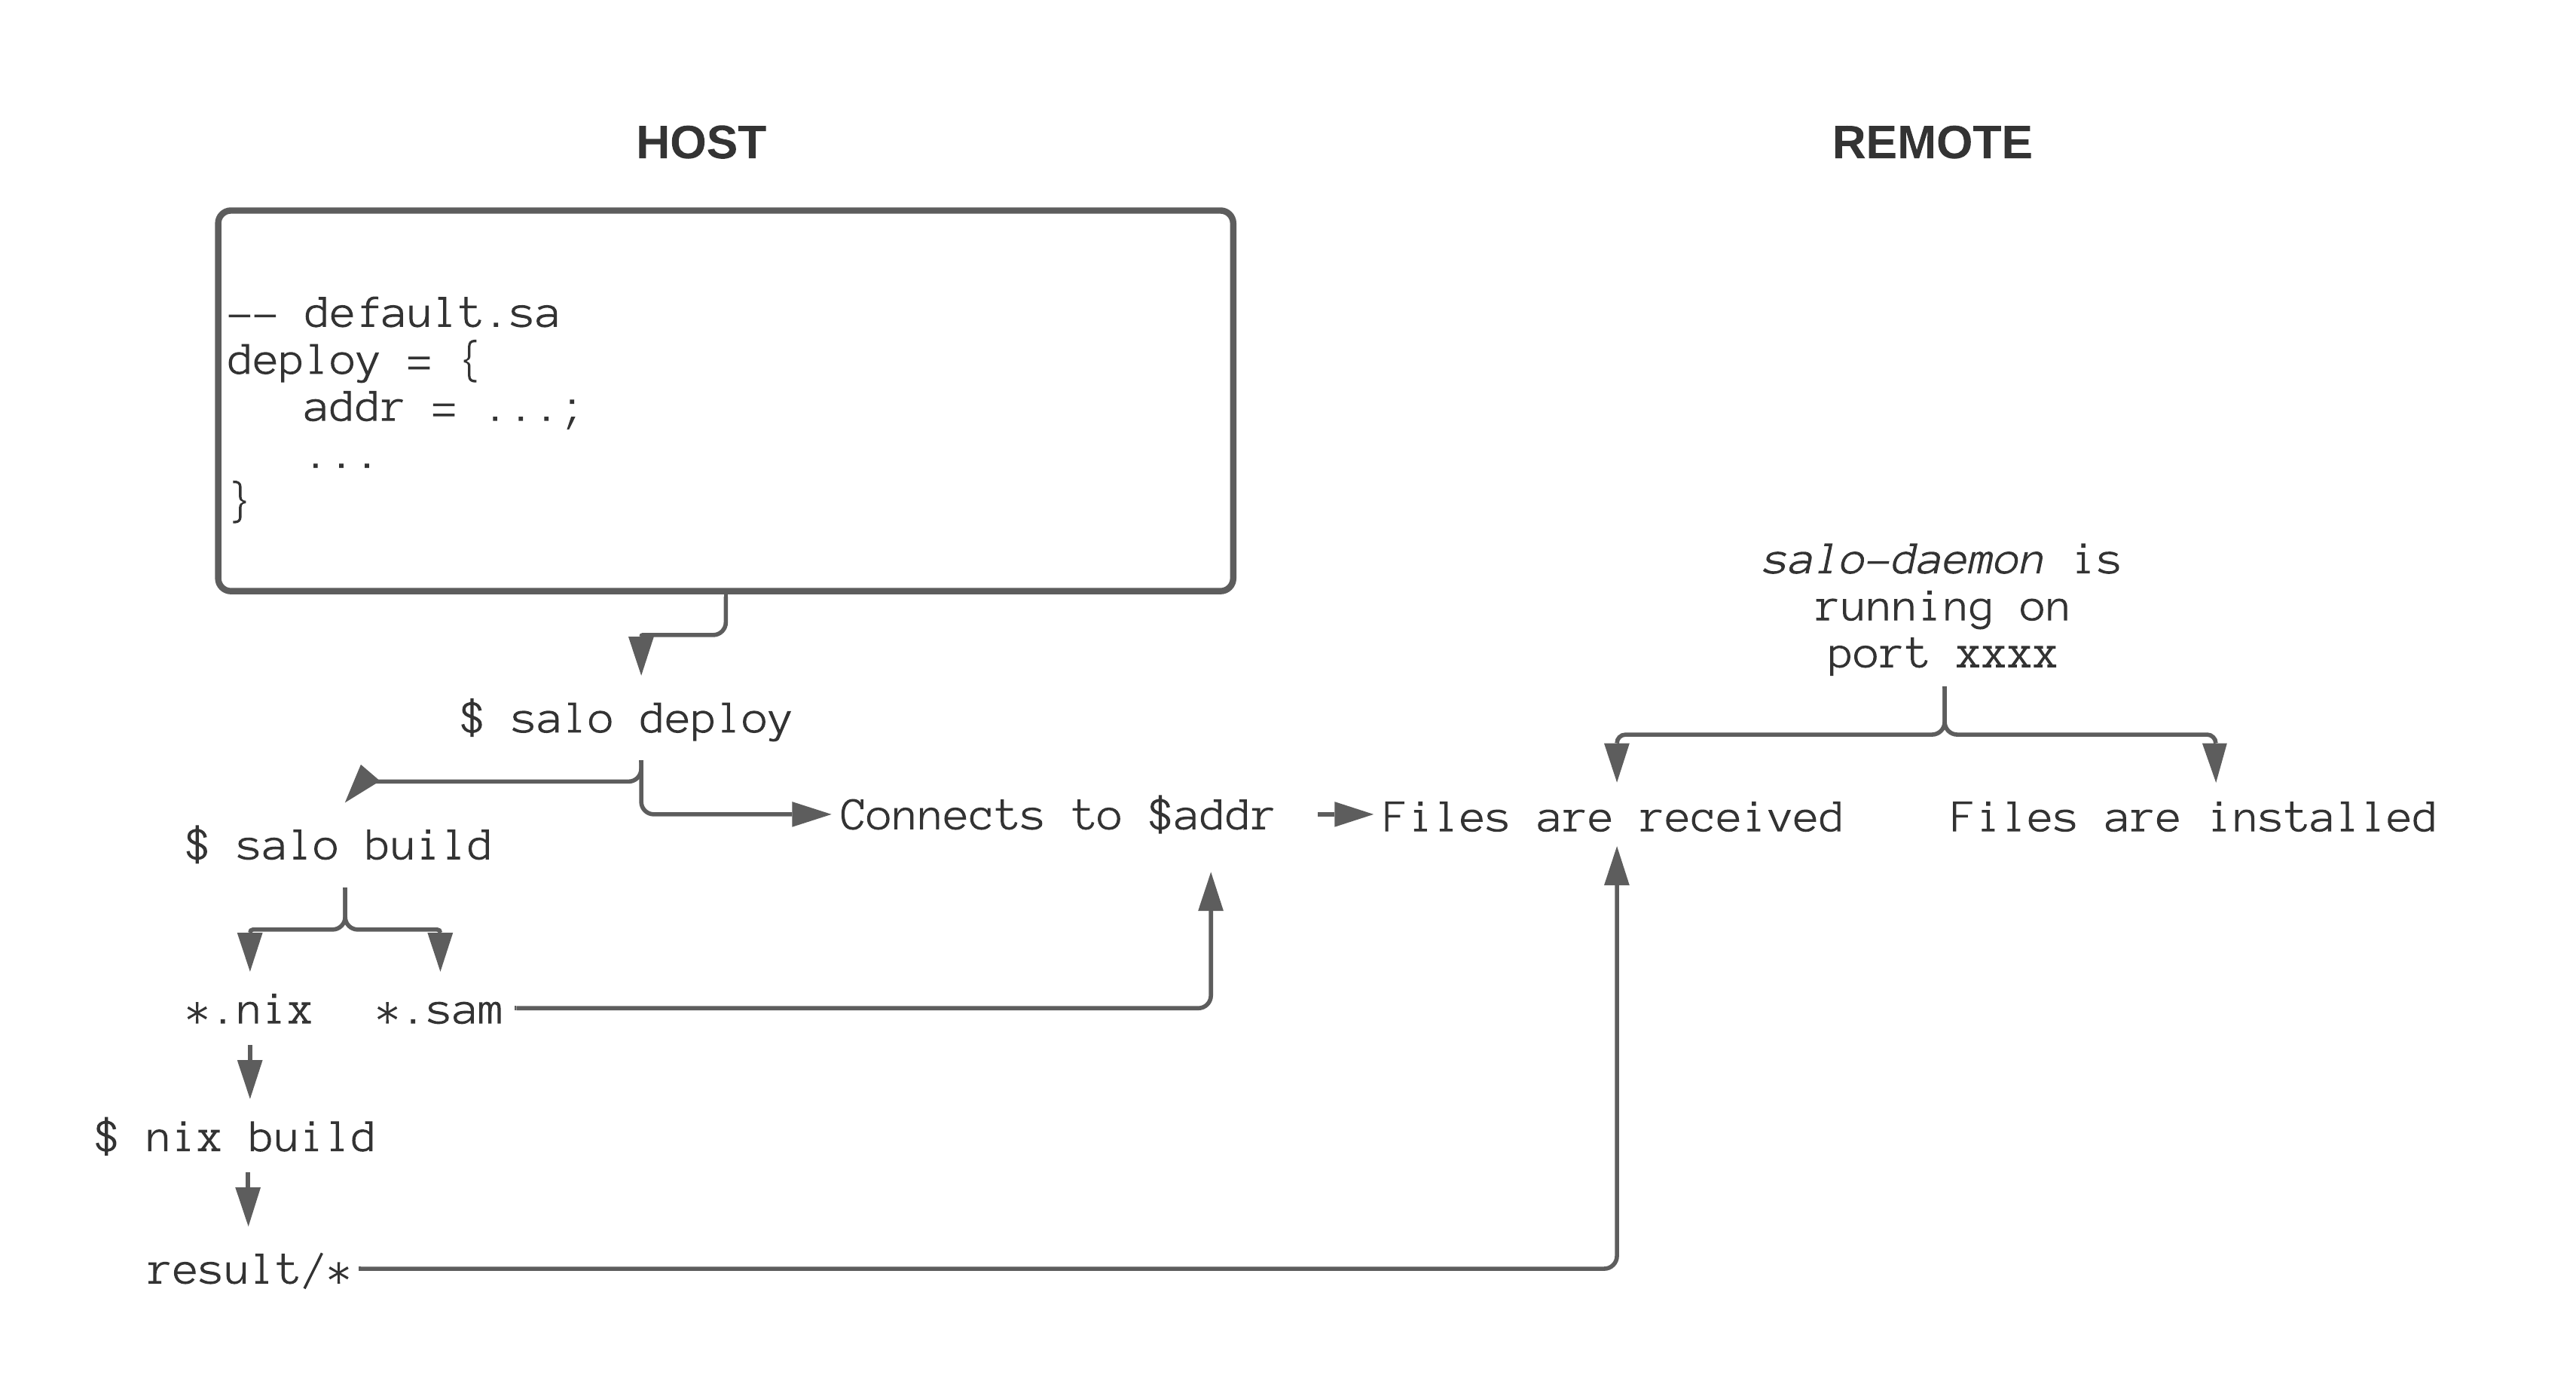 HOST
REMOTE
-- default.sa
deploy = {
   addr = ...;
   ...
}
salo-daemon is
running on
port xxxx
$ salo deploy
$ salo build
Connects to $addr
Files are received
Files are installed
*.nix
*.sam
$ nix build
result/*